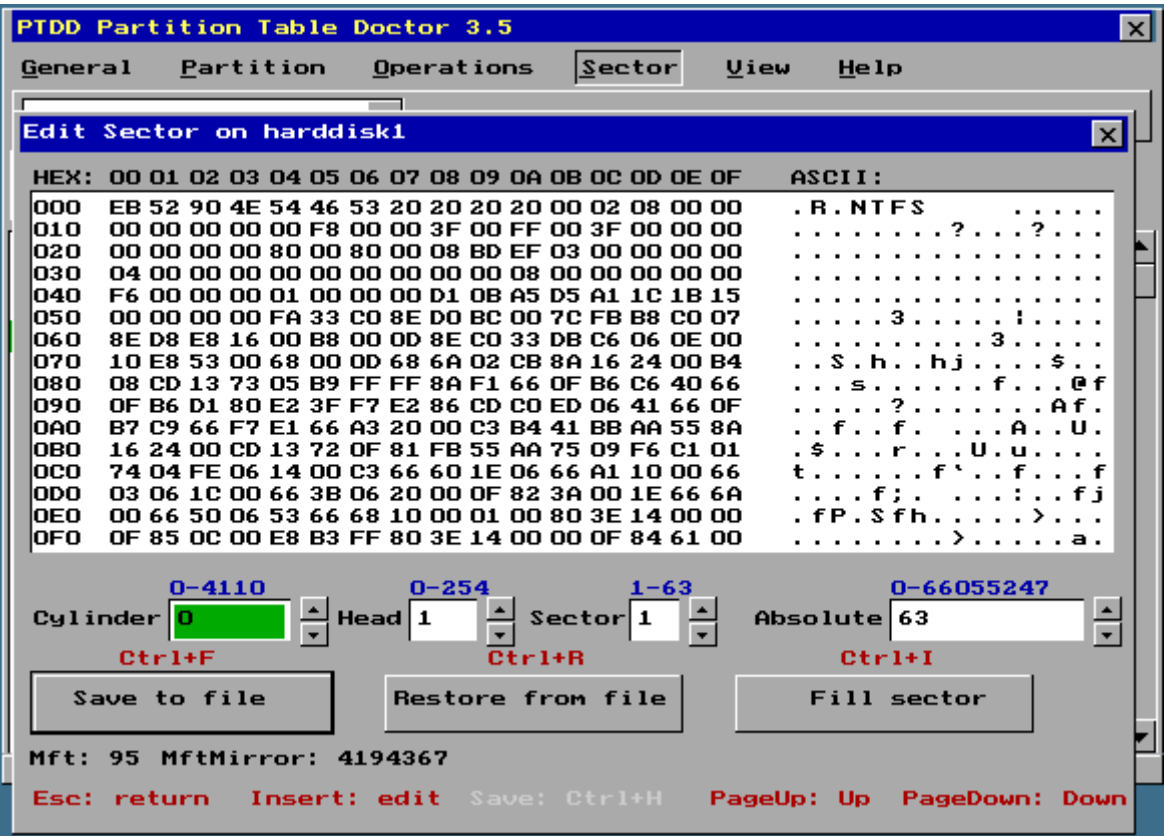 PTDD Partition Table Doctor 3.5
General Partition Operations Sector View Help
Edit Sector on harddisk1
HEX: 00 01 02 03 04 05 06 07 08 09 0A 0B 0C 0D 0E 0F ASCII:
000 EB 52 90 4E 54 46 53 20 20 20 20 00 02 08 00 00 .R.NTFS    .....
010 00 00 00 00 00 F8 00 00 3F 00 FF 00 3F 00 00 00 ........?...?...
020 00 00 00 00 80 00 80 00 08 BD EF 03 00 00 00 00 ................
030 04 00 00 00 00 00 00 00 00 00 08 00 00 00 00 00 ................
040 F6 00 00 00 01 00 00 00 D1 0B A5 D5 A1 1C 1B 15 ................
050 00 00 00 00 FA 33 C0 8E D0 BC 00 7C FB B8 C0 07 .....3.....|....
060 8E D8 E8 16 00 B8 00 0D 8E C0 33 DB C6 06 0E 00 ..........3.....
070 10 E8 53 00 68 00 0D 68 6A 02 CB 8A 16 24 00 B4 ..S.h..hj....$..
080 08 CD 13 73 05 B9 FF FF 8A F1 66 0F B6 C6 40 66 ...s......f...@f
090 0F B6 D1 80 E2 3F F7 E2 86 CD C0 ED 06 41 66 0F .....?.......Af.
0A0 B7 C9 66 F7 E1 66 A3 20 00 C3 B4 41 BB AA 55 8A ..f..f. ...A..U.
0B0 16 24 00 CD 13 72 0F 81 FB 55 AA 75 09 F6 C1 01 .$...r...U.u....
0C0 74 04 FE 06 14 00 C3 66 60 1E 06 66 A1 10 00 66 t......f`..f...f
0D0 03 06 1C 00 66 3B 06 20 00 0F 82 3A 00 1E 66 6A ....f;. ...:..fj
0E0 00 66 50 06 53 66 68 10 00 01 00 80 3E 14 00 00 .fP.Sfh.....>...
0F0 0F 85 0C 00 E8 B3 FF 80 3E 14 00 00 0F 84 61 00 ........>.....a.
0-4110 0-254 1-63 0-66055247
Cylinder 0 Head 1 Sector 1 Absolute 63
Ctrl+F Ctrl+R Ctrl+I
Save to file Restore from file Fill sector
Mft: 95 MftMirror: 4194367
Esc: return Insert: edit Save: Ctrl+H PageUp: Up PageDown: Down